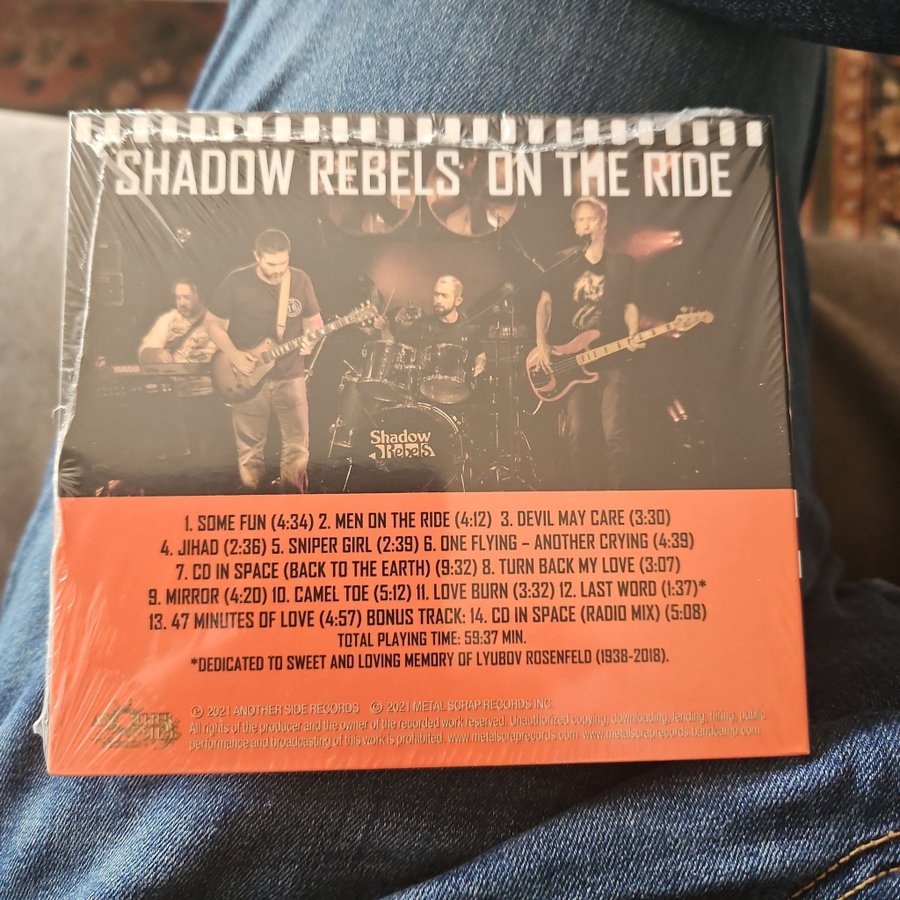 SHADOW REBELS ON THE RIDE
YAMAHA
Shadow
Rebels
1. SOME FUN (4:34) 2. MEN ON THE RIDE (4:12) 3. DEVIL MAY CARE (3:30)
4. JIHAD (2:36) 5. SNIPER GIRL (2:39) 6. ONE FLYING – ANOTHER CRYING (4:39)
7. CD IN SPACE (BACK TO THE EARTH) (9:32) 8. TURN BACK MY LOVE (3:07)
9. MIRROR (4:20) 10. CAMEL TOE (5:12) 11. LOVE BURN (3:32) 12. LAST WORD (1:37)*
13. 47 MINUTES OF LOVE (4:57) BONUS TRACK: 14. CD IN SPACE (RADIO MIX) (5:08)
TOTAL PLAYING TIME: 59:37 MIN.
*DEDICATED TO SWEET AND LOVING MEMORY OF LYUBOV ROSENFELD (1938-2018).
℗ 2021 ANOTHER SIDE RECORDS © 2021 METAL SCRAP RECORDS INC.
All rights of the producer and the owner of the recorded work reserved. Unauthorized copying, downloading, lending, hiring, public
performance and broadcasting of this work is prohibited. www.metalscraprecords.com www.metalscraprecords.bandcamp.com